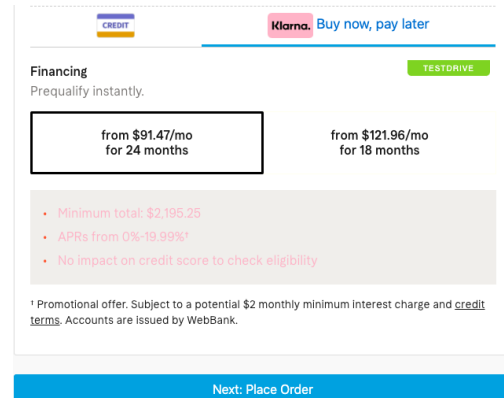 CREDIT
Klarna. Buy now, pay later
Financing
TESTDRIVE
Prequalify instantly.
from $91.47/mo
for 24 months
from $121.96/mo
for 18 months
• Minimum total: $2,195.25
• APRs from 0%-19.99%†
• No impact on credit score to check eligibility
† Promotional offer. Subject to a potential $2 monthly minimum interest charge and credit
terms. Accounts are issued by WebBank.
Next: Place Order